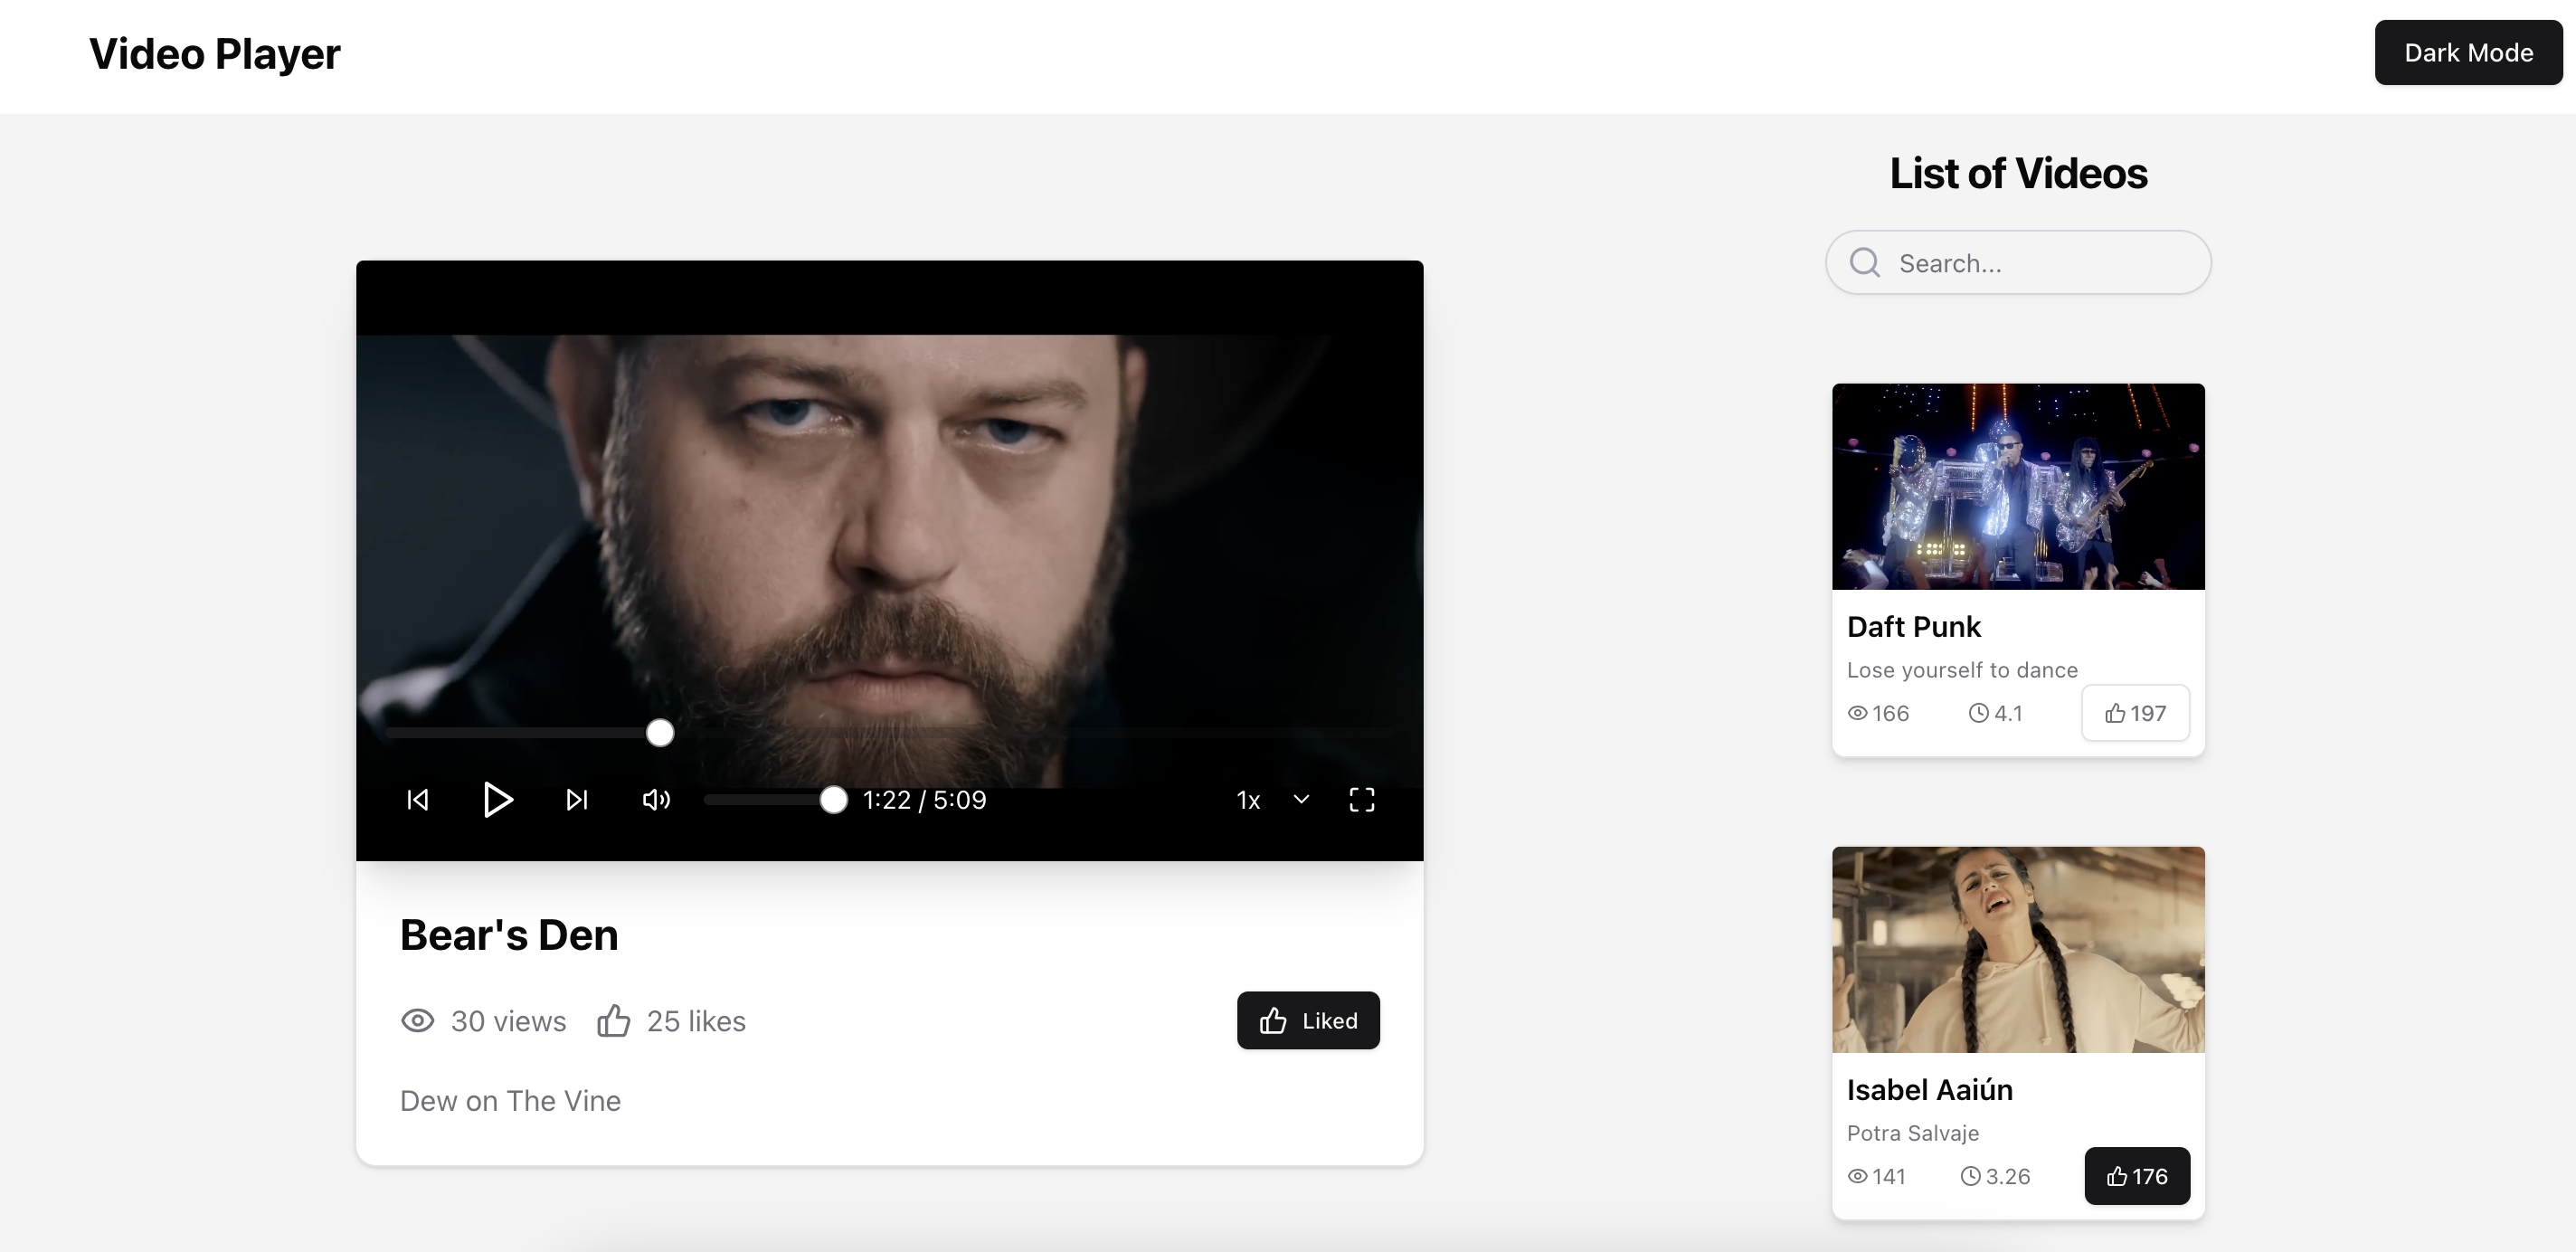 Video Player
Dark Mode
List of Videos
Search...
1:22 / 5:09
1x
Bear's Den
30 views
25 likes
Liked
Dew on The Vine
Daft Punk
Lose yourself to dance
166
4.1
197
Isabel Aaiún
Potra Salvaje
141
3.26
176